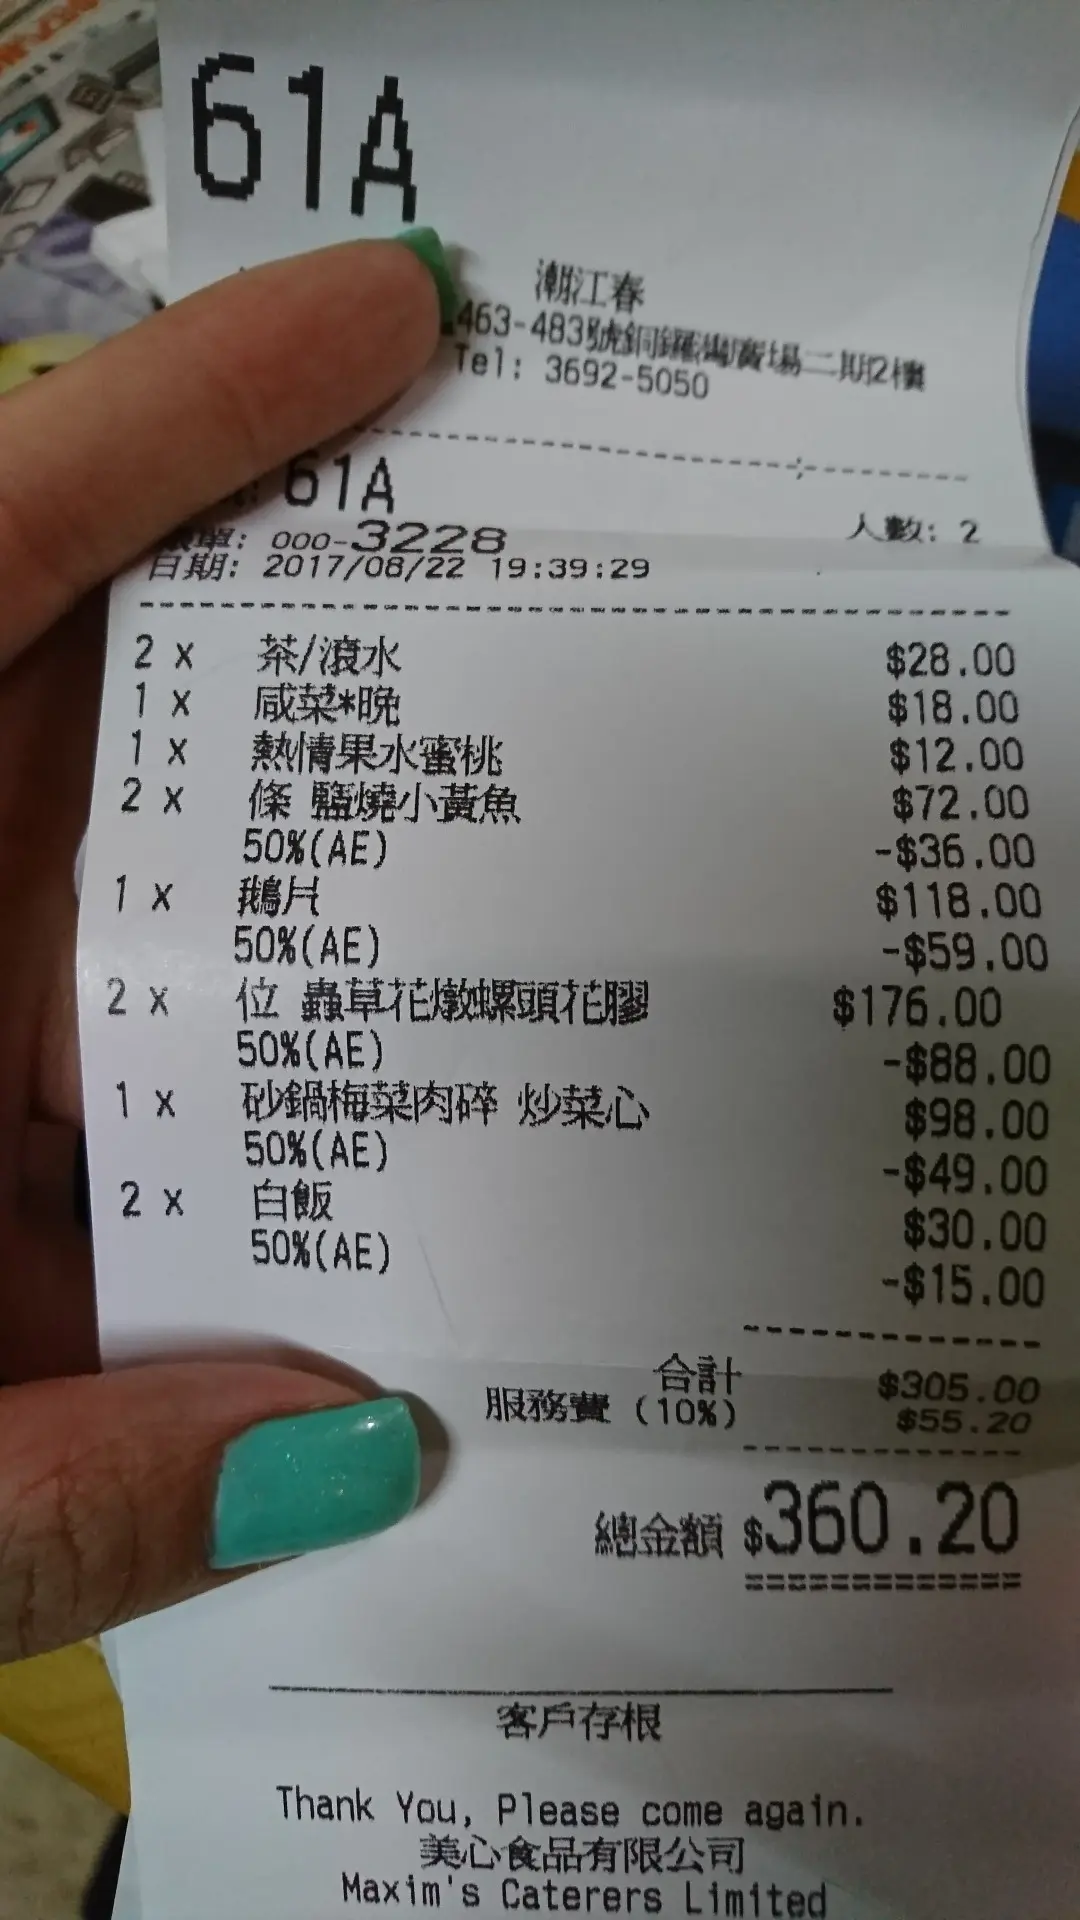 61A
潮江春
463-483號銅鑼灣廣場二期2樓
Tel: 3692-5050
61A
人數: 2
單: 000-3228
日期: 2017/08/22 19:39:29
2 x 茶/滾水 $28.00
1 x 咸菜*晚 $18.00
1 x 熱情果水蜜桃 $12.00
2 x 條 鹽燒小黃魚 $72.00
50%(AE) -$36.00
1 x 鵝片 $118.00
50%(AE) -$59.00
2 x 位 蟲草花燉螺頭花膠 $176.00
50%(AE) -$88.00
1 x 砂鍋梅菜肉碎 炒菜心 $98.00
50%(AE) -$49.00
2 x 白飯 $30.00
50%(AE) -$15.00
合計 $305.00
服務費 (10%) $55.20
總金額 $360.20
客戶存根
Thank You, Please come again.
美心食品有限公司
Maxim's Caterers Limited